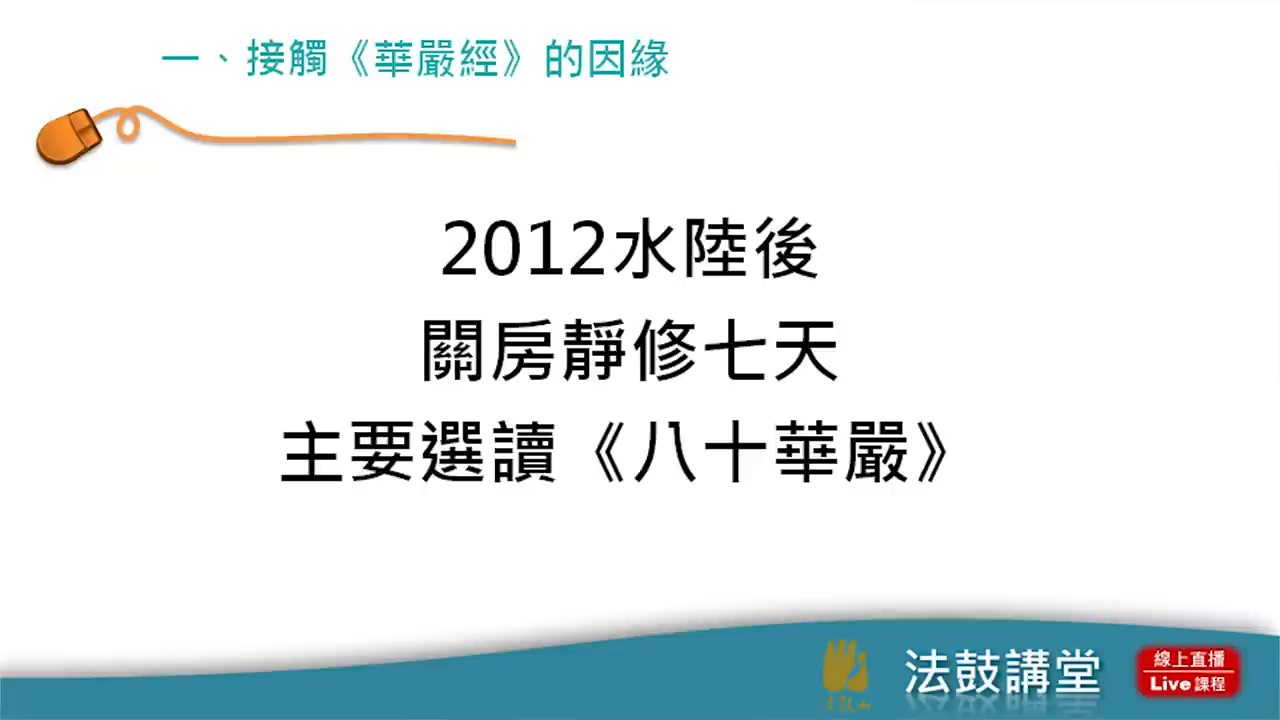 一、接觸《華嚴經》的因緣
2012水陸後
關房靜修七天
主要選讀《八十華嚴》
法鼓講堂
線上直播
Live課程